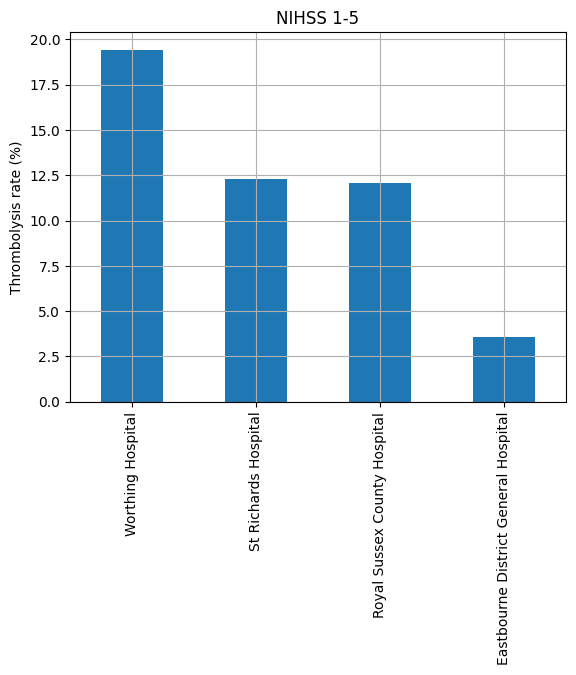 NIHSS 1-5
Thrombolysis rate (%)
20.0
17.5
15.0
12.5
10.0
7.5
5.0
2.5
0.0
Worthing Hospital
St Richards Hospital
Royal Sussex County Hospital
Eastbourne District General Hospital